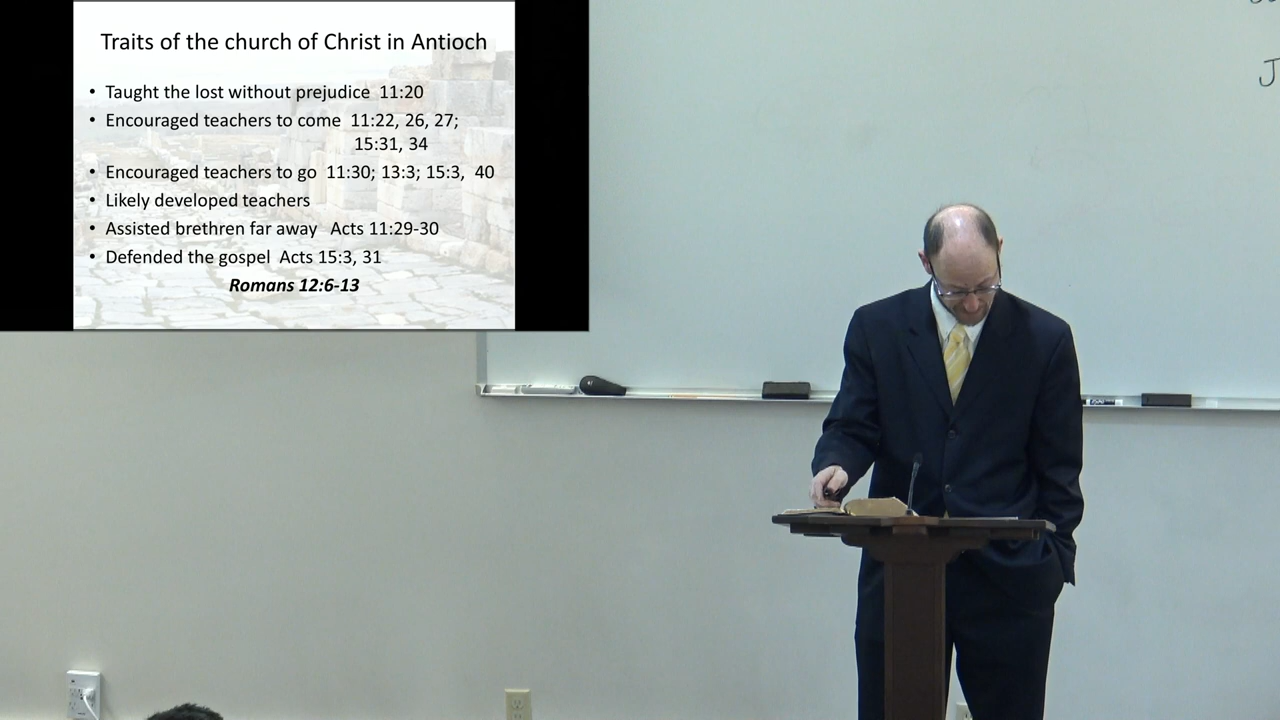 Traits of the church of Christ in Antioch
• Taught the lost without prejudice 11:20
• Encouraged teachers to come 11:22, 26, 27;
15:31, 34
• Encouraged teachers to go 11:30; 13:3; 15:3, 40
• Likely developed teachers
• Assisted brethren far away Acts 11:29-30
• Defended the gospel Acts 15:3, 31
Romans 12:6-13
J